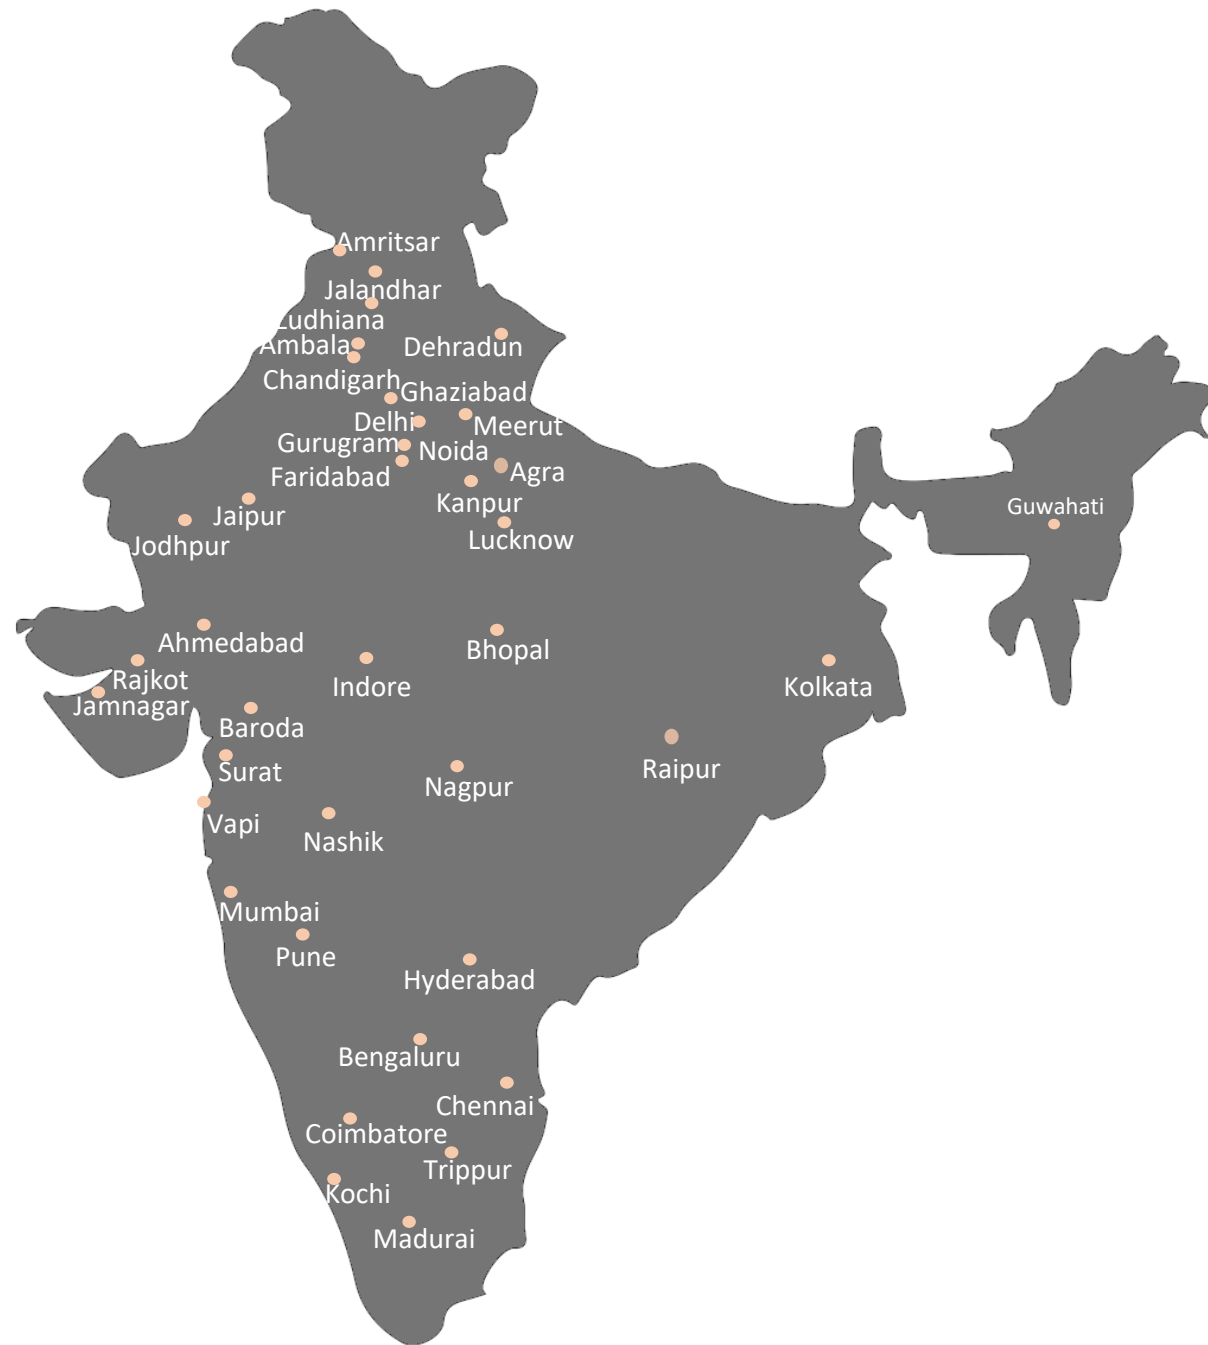 Amritsar
Jalandhar
Ludhiana
Ambala
Dehradun
Chandigarh
Ghaziabad
Delhi
Meerut
Gurugram
Noida
Faridabad
Agra
Kanpur
Jaipur
Guwahati
Jodhpur
Lucknow
Ahmedabad
Bhopal
Rajkot
Indore
Kolkata
Jamnagar
Baroda
Surat
Raipur
Nagpur
Vapi
Nashik
Mumbai
Pune
Hyderabad
Bengaluru
Chennai
Coimbatore
Trippur
Kochi
Madurai